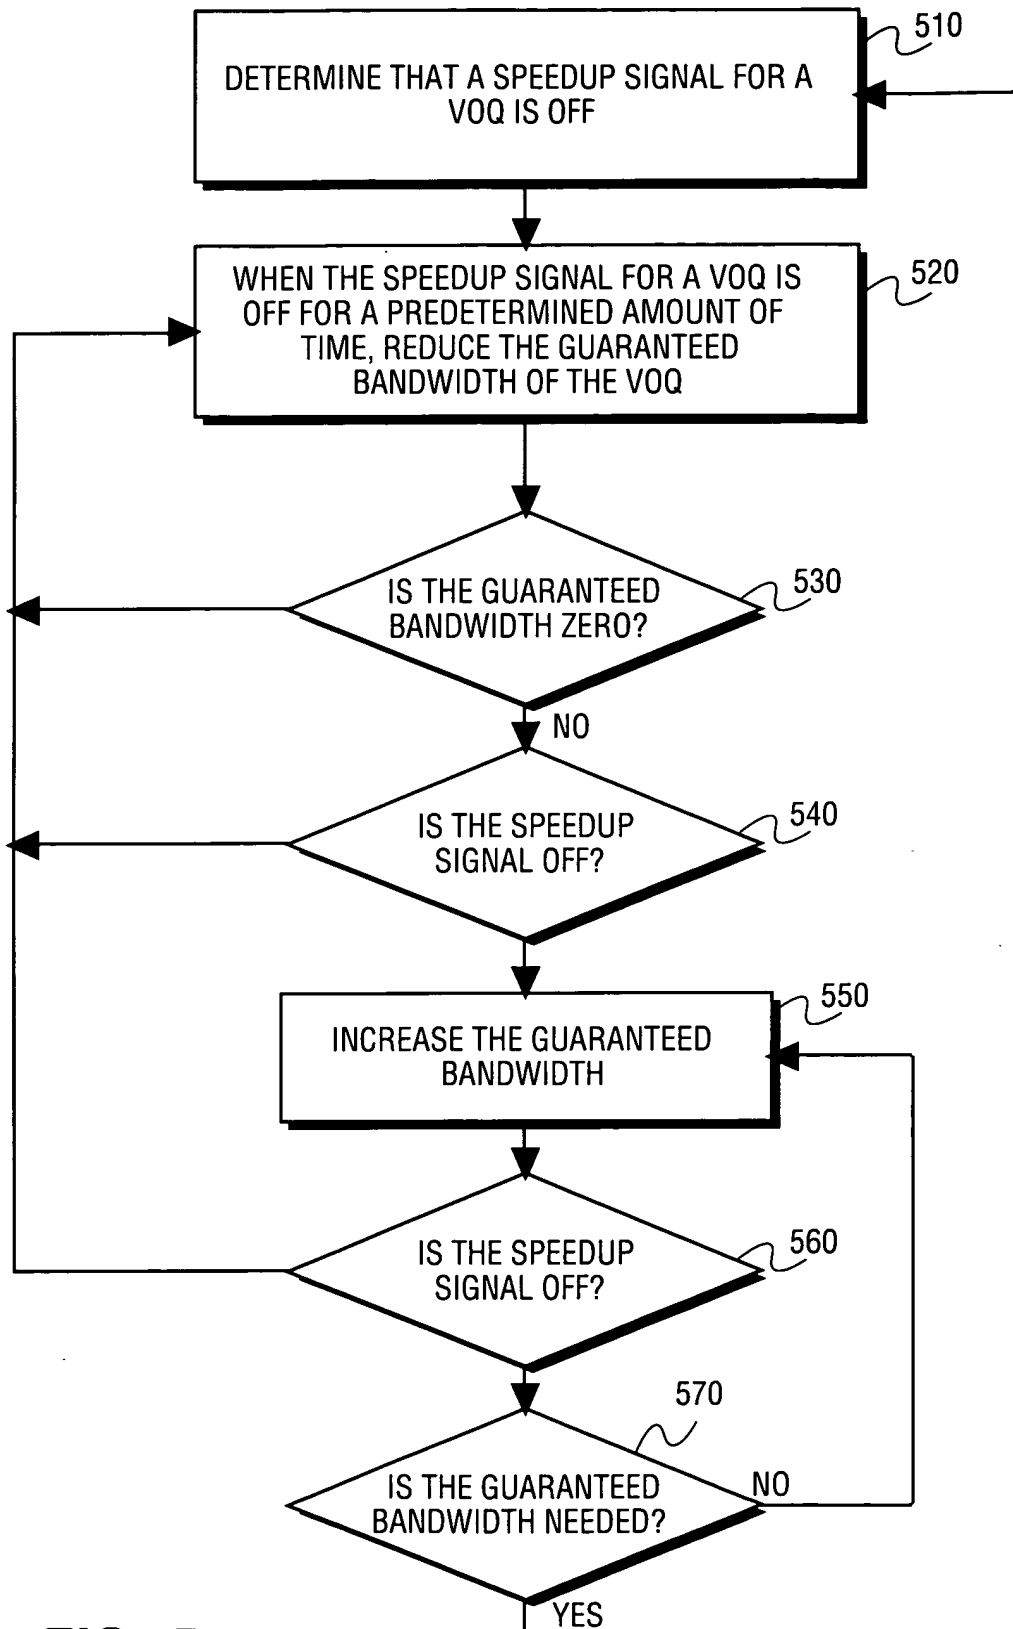 510
DETERMINE THAT A SPEEDUP SIGNAL FOR A
VOQ IS OFF
520
WHEN THE SPEEDUP SIGNAL FOR A VOQ IS
OFF FOR A PREDETERMINED AMOUNT OF
TIME, REDUCE THE GUARANTEED
BANDWIDTH OF THE VOQ
530
IS THE GUARANTEED
BANDWIDTH ZERO?
NO
540
IS THE SPEEDUP
SIGNAL OFF?
550
INCREASE THE GUARANTEED
BANDWIDTH
560
IS THE SPEEDUP
SIGNAL OFF?
570
IS THE GUARANTEED
BANDWIDTH NEEDED?
NO
YES